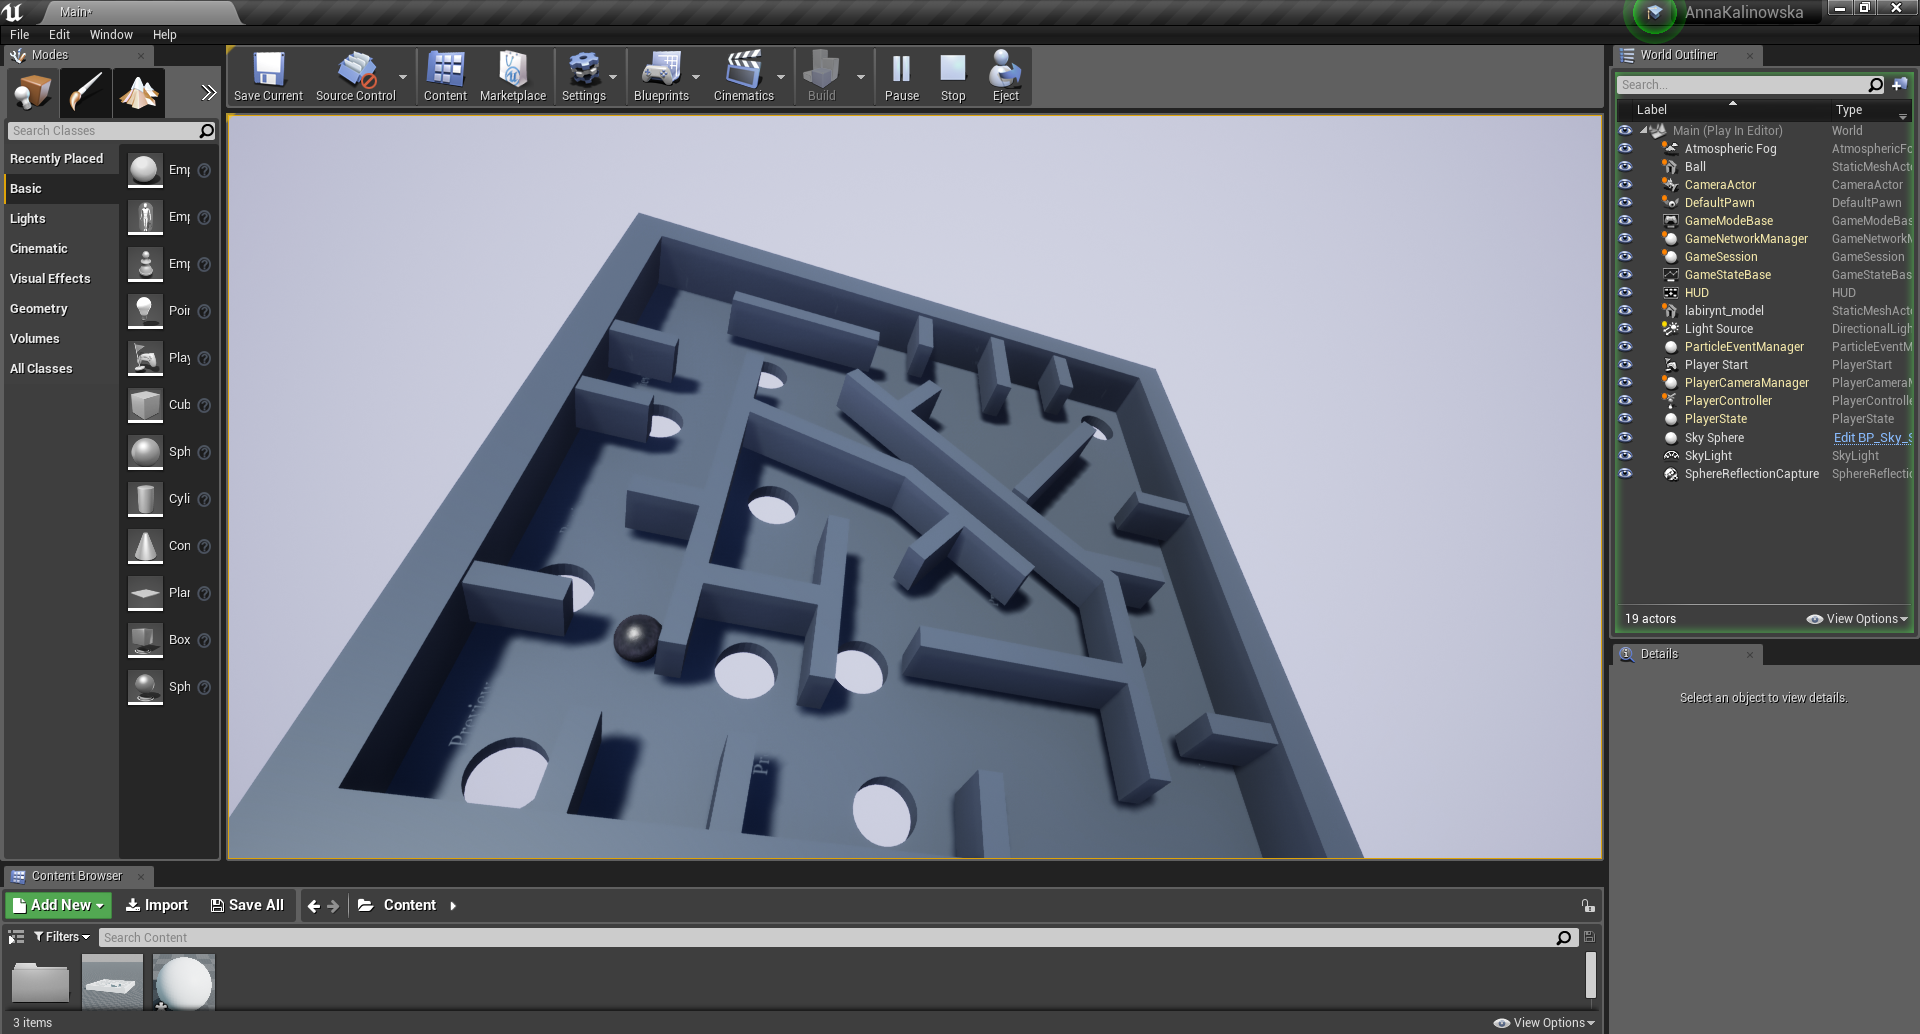 Main*
AnnaKalinowska
File Edit Window Help
Modes
Search Classes
Recently Placed
Basic
Lights
Cinematic
Visual Effects
Geometry
Volumes
All Classes
Emp
Emp
Emp
Poin
Play
Cub
Sph
Cyli
Con
Plan
Box
Sph
Save Current Source Control Content Marketplace Settings Blueprints Cinematics Build Pause Stop Eject
Preview
Pr
World Outliner
Search...
Label Type
Main (Play In Editor) World
Atmospheric Fog AtmosphericFo
Ball StaticMeshActo
CameraActor CameraActor
DefaultPawn DefaultPawn
GameModeBase GameModeBas
GameNetworkManager GameNetworkM
GameSession GameSession
GameStateBase GameStateBas
HUD HUD
labirynt_model StaticMeshActo
Light Source DirectionalLigh
ParticleEventManager ParticleEventM
Player Start PlayerStart
PlayerCameraManager PlayerCameraM
PlayerController PlayerControlle
PlayerState PlayerState
Sky Sphere Edit BP_Sky_S
SkyLight SkyLight
SphereReflectionCapture SphereReflectio
19 actors View Options
Details
Select an object to view details.
Content Browser
Add New Import Save All Content
Filters Search Content
3 items View Options